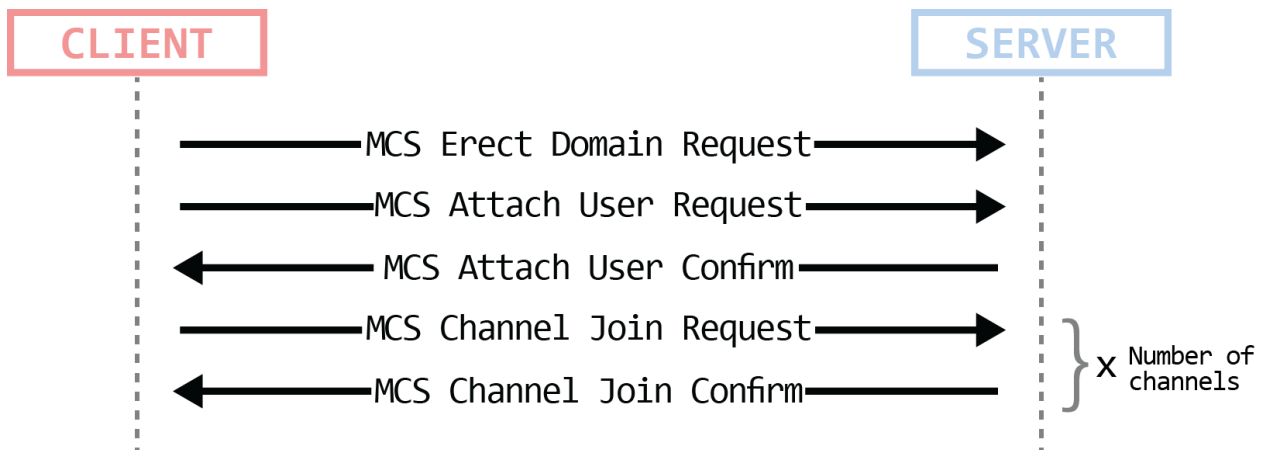 CLIENT
SERVER
MCS Erect Domain Request
MCS Attach User Request
MCS Attach User Confirm
MCS Channel Join Request
MCS Channel Join Confirm
x Number of
channels